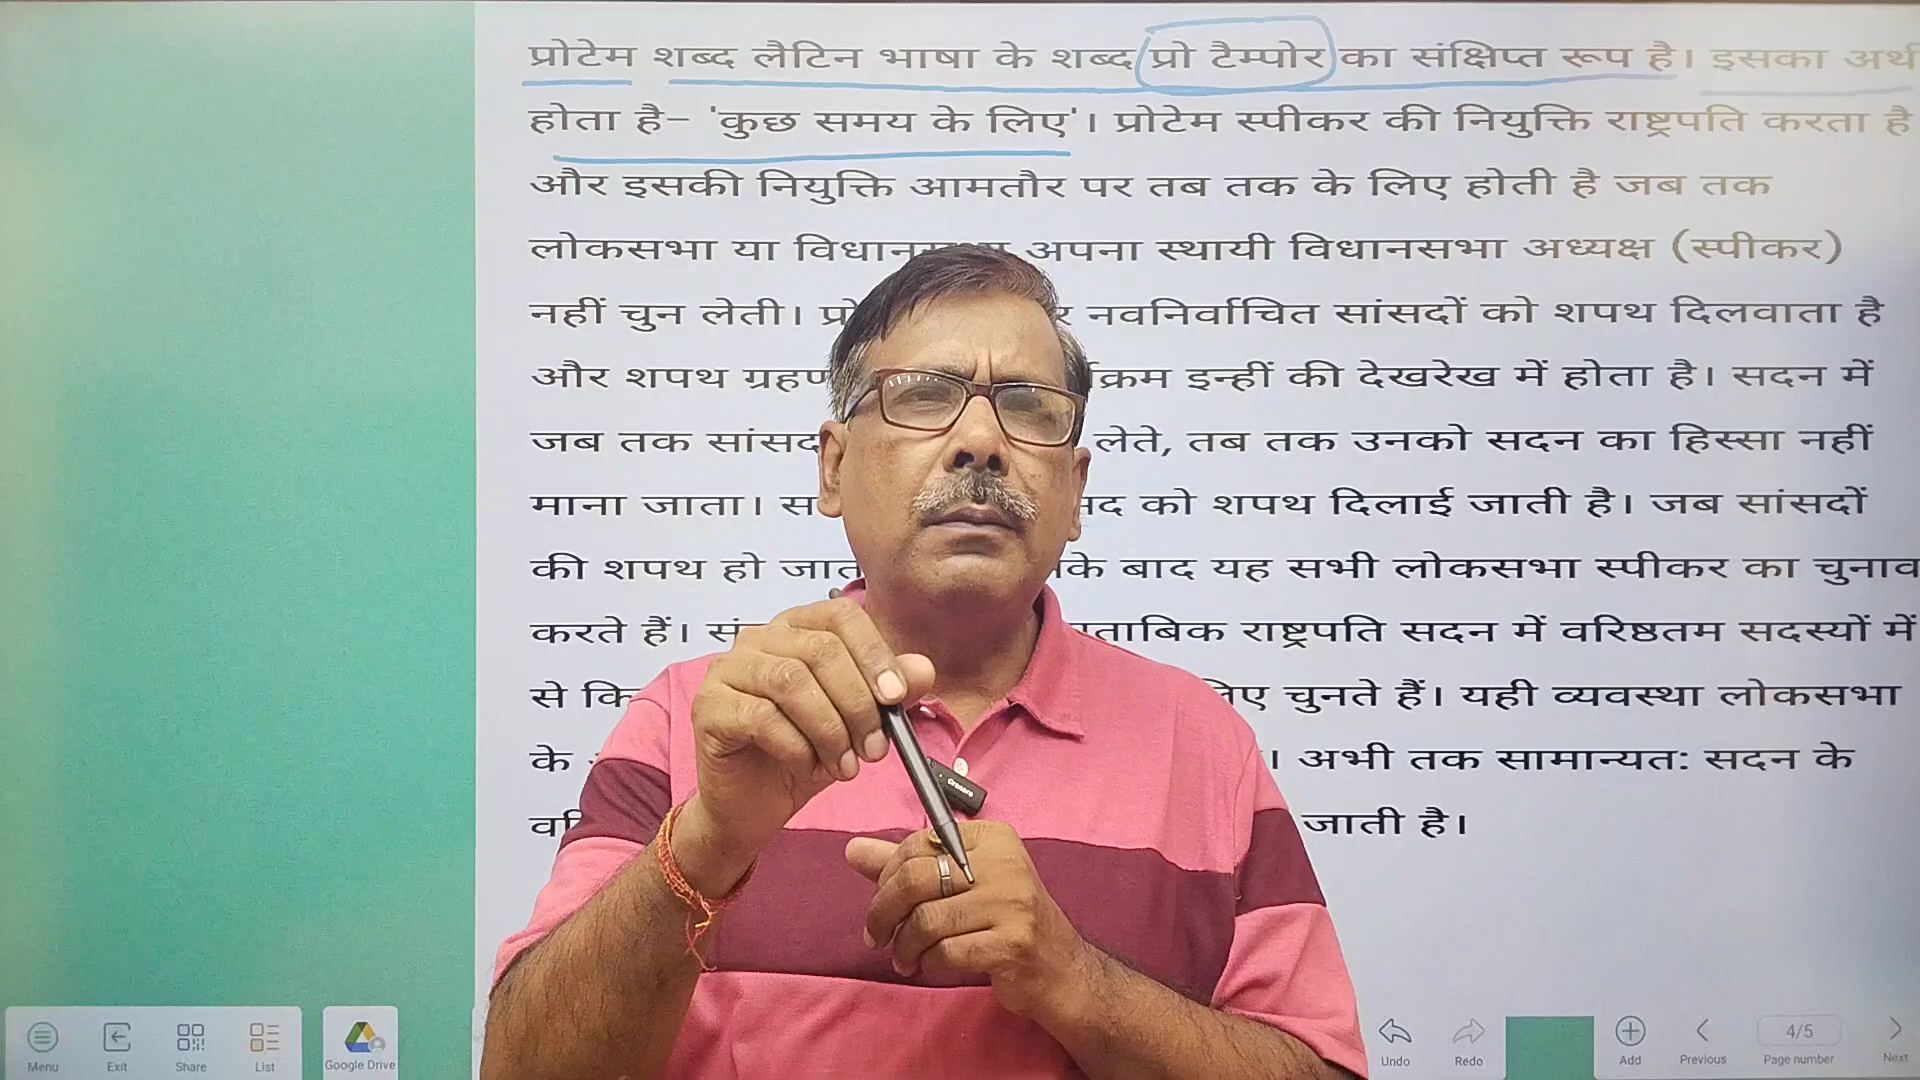 प्रोटेम शब्द लैटिन भाषा के शब्द प्रो टैम्पोर का संक्षिप्त रूप है। इसका अर्थ
होता है– 'कुछ समय के लिए'। प्रोटेम स्पीकर की नियुक्ति राष्ट्रपति करता है
और इसकी नियुक्ति आमतौर पर तब तक के लिए होती है जब तक
लोकसभा या अपना स्थायी विधानसभा अध्यक्ष (स्पीकर)
नहीं चुन लेती। नवनिर्वाचित सांसदों को शपथ दिलवाता है
और शपथ इन्हीं की देखरेख में होता है। सदन में
जब तक लेते, तब तक उनको सदन का हिस्सा नहीं
माना जाता। को शपथ दिलाई जाती है। जब सांसदों
की शपथ हो बाद यह सभी लोकसभा स्पीकर का चुनाव
करते हैं। राष्ट्रपति सदन में वरिष्ठतम सदस्यों में
से चुनते हैं। यही व्यवस्था लोकसभा
के अभी तक सामान्यत: सदन के
जाती है।
Menu Exit Share List Google Drive Undo Redo Add Previous 4/5 Page number Next